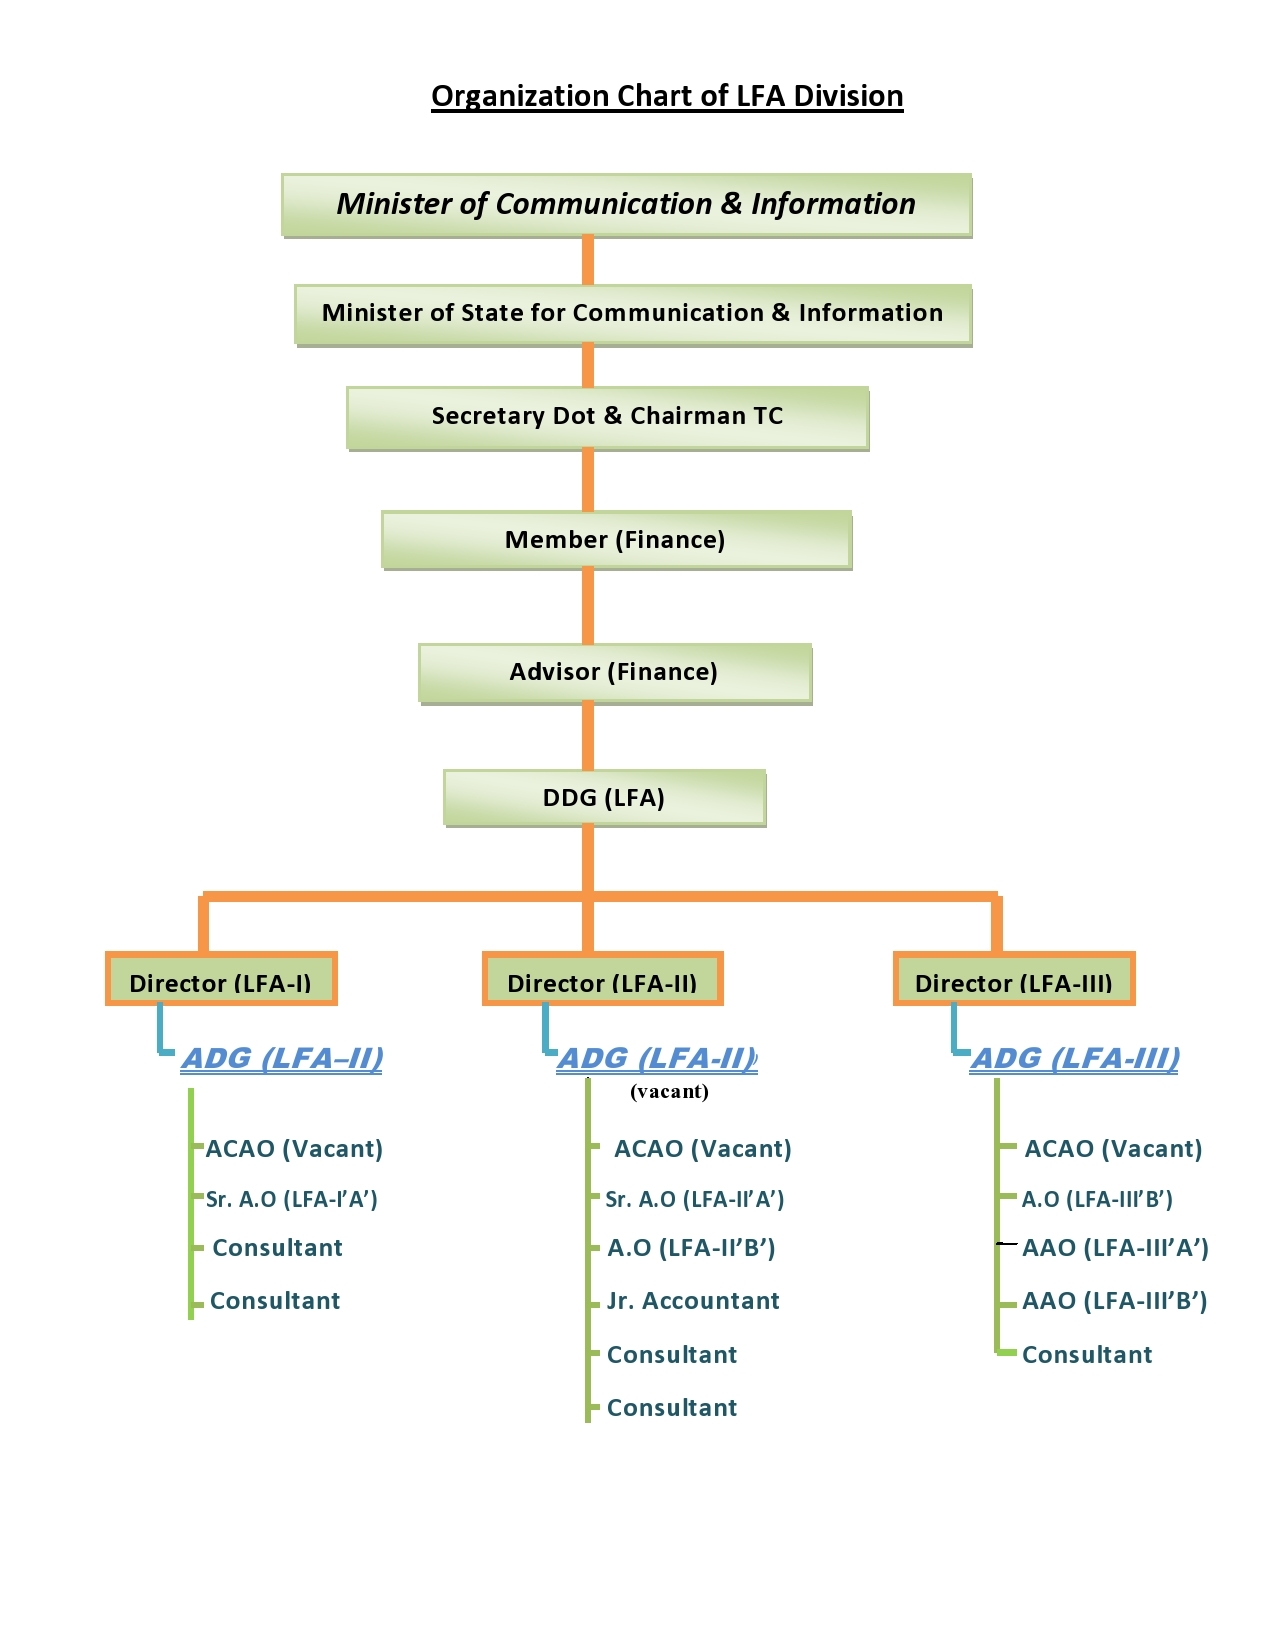 Organization Chart of LFA Division
Minister of Communication & Information
Minister of State for Communication & Information
Secretary Dot & Chairman TC
Member (Finance)
Advisor (Finance)
DDG (LFA)
Director (LFA-I)
ADG (LFA–II)
ACAO (Vacant)
Sr. A.O (LFA-I’A’)
Consultant
Consultant
Director (LFA-II)
ADG (LFA-II))
(vacant)
ACAO (Vacant)
Sr. A.O (LFA-II’A’)
A.O (LFA-II’B’)
Jr. Accountant
Consultant
Consultant
Director (LFA-III)
ADG (LFA-III)
ACAO (Vacant)
A.O (LFA-III’B’)
AAO (LFA-III’A’)
AAO (LFA-III’B’)
Consultant